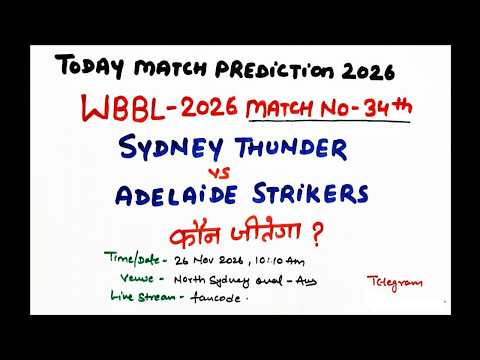 TODAY MATCH PREDICTION 2026
WBBL-2026 MATCH NO-34th
SYDNEY THUNDER
VS
ADELAIDE STRIKERS
कौन जीतेगा ?
Time/Date - 26 Nov 2026, 10:10 Am
Venue - North Sydney oval - Aus
Live Stream - fancode.
Telegram